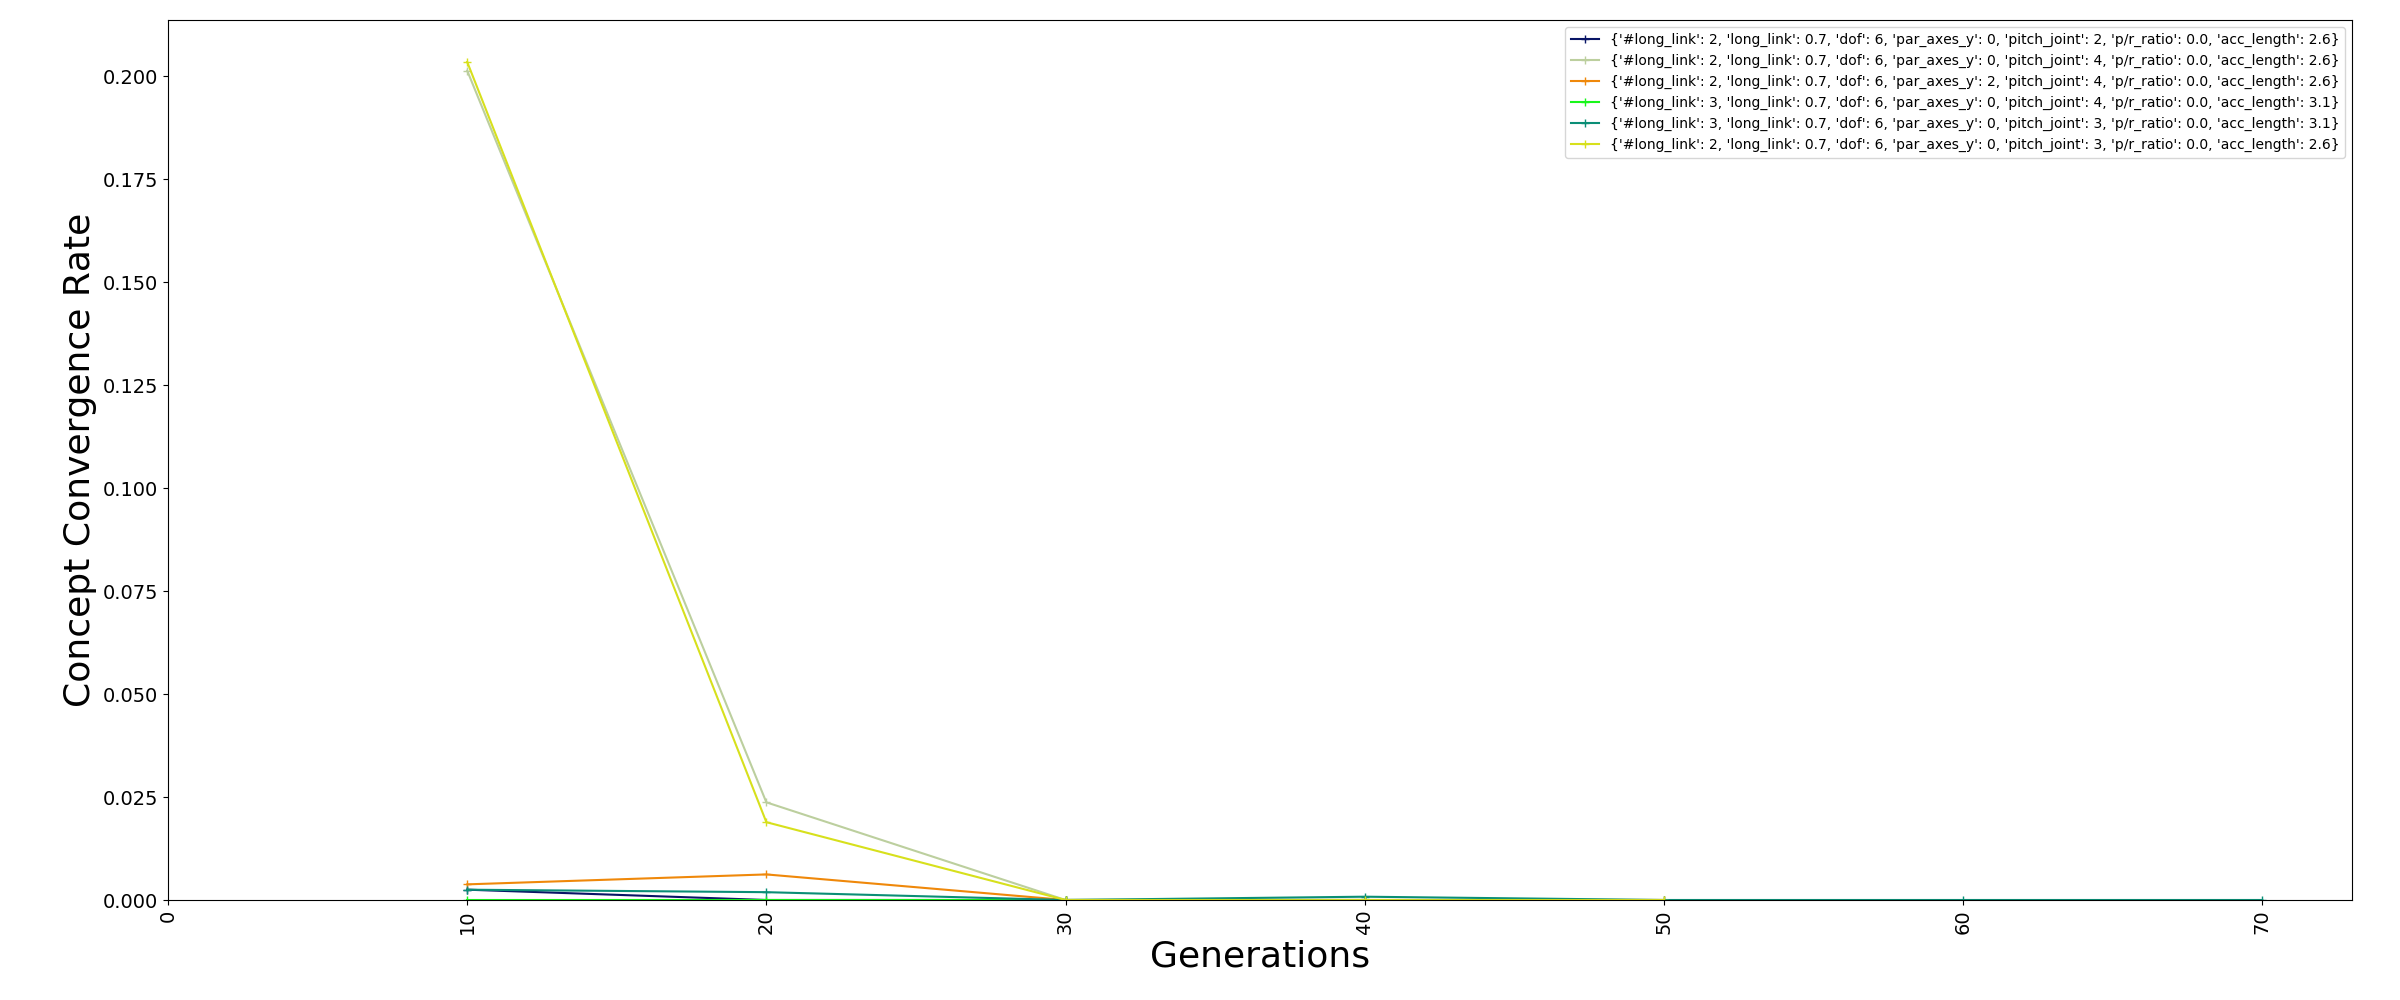 {'#long_link': 2, 'long_link': 0.7, 'dof': 6, 'par_axes_y': 0, 'pitch_joint': 2, 'p/r_ratio': 0.0, 'acc_length': 2.6}
{'#long_link': 2, 'long_link': 0.7, 'dof': 6, 'par_axes_y': 0, 'pitch_joint': 4, 'p/r_ratio': 0.0, 'acc_length': 2.6}
{'#long_link': 2, 'long_link': 0.7, 'dof': 6, 'par_axes_y': 2, 'pitch_joint': 4, 'p/r_ratio': 0.0, 'acc_length': 2.6}
{'#long_link': 3, 'long_link': 0.7, 'dof': 6, 'par_axes_y': 0, 'pitch_joint': 4, 'p/r_ratio': 0.0, 'acc_length': 3.1}
{'#long_link': 3, 'long_link': 0.7, 'dof': 6, 'par_axes_y': 0, 'pitch_joint': 3, 'p/r_ratio': 0.0, 'acc_length': 3.1}
{'#long_link': 2, 'long_link': 0.7, 'dof': 6, 'par_axes_y': 0, 'pitch_joint': 3, 'p/r_ratio': 0.0, 'acc_length': 2.6}
Concept Convergence Rate
0.200
0.175
0.150
0.125
0.100
0.075
0.050
0.025
0.000
0
10
20
30
40
50
60
70
Generations